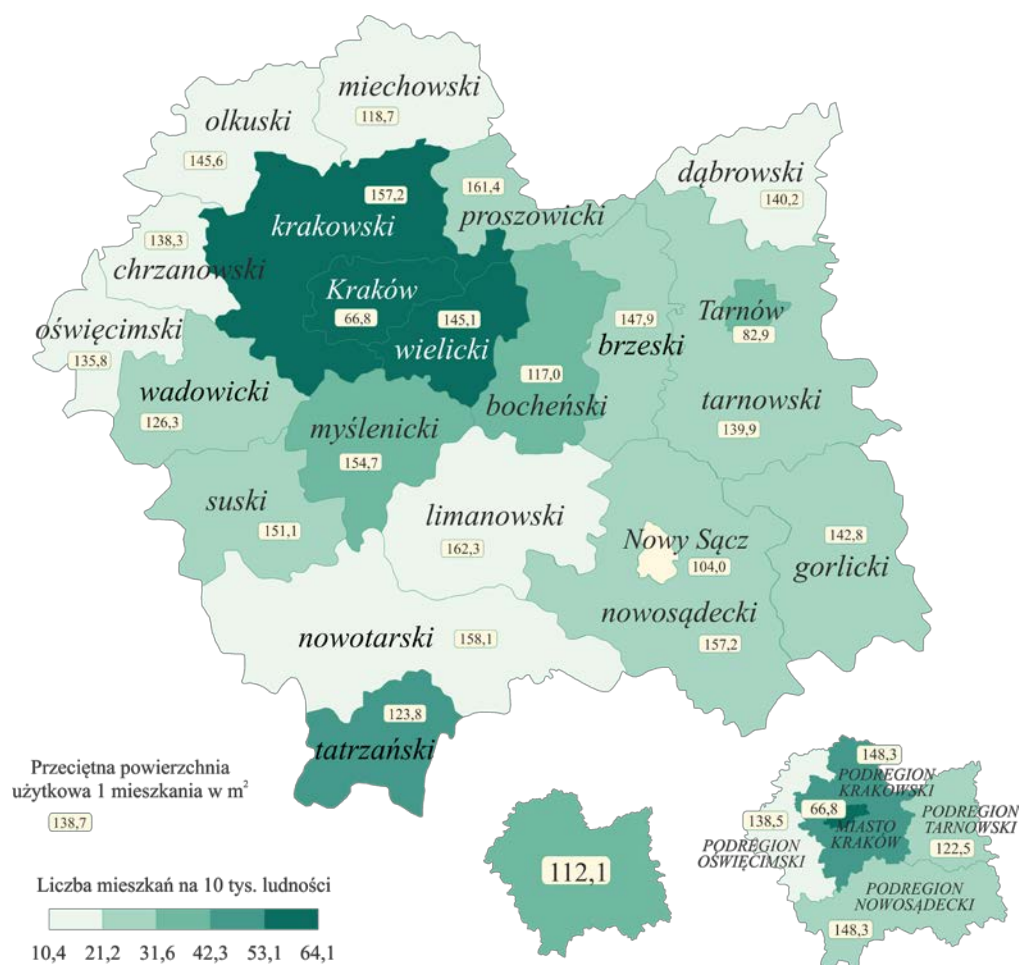 miechowski
118,7
olkuski
145,6
dąbrowski
140,2
157,2
krakowski
161,4
proszowicki
138,3
chrzanowski
Kraków
66,8
145,1
wielicki
147,9
brzeski
Tarnów
82,9
oświęcimski
135,8
wadowicki
126,3
117,0
bocheński
tarnowski
139,9
myślenicki
154,7
suski
151,1
limanowski
162,3
Nowy Sącz
104,0
142,8
gorlicki
nowosądecki
157,2
nowotarski
158,1
123,8
tatrzański
Przeciętna powierzchnia
użytkowa 1 mieszkania w m²
138,7
Liczba mieszkań na 10 tys. ludności
10,4 21,2 31,6 42,3 53,1 64,1
112,1
148,3
PODREGION
KRAKOWSKI
66,8
MIASTO
KRAKÓW
138,5
PODREGION
OŚWIĘCIMSKI
PODREGION
TARNOWSKI
122,5
PODREGION
NOWOSĄDECKI
148,3